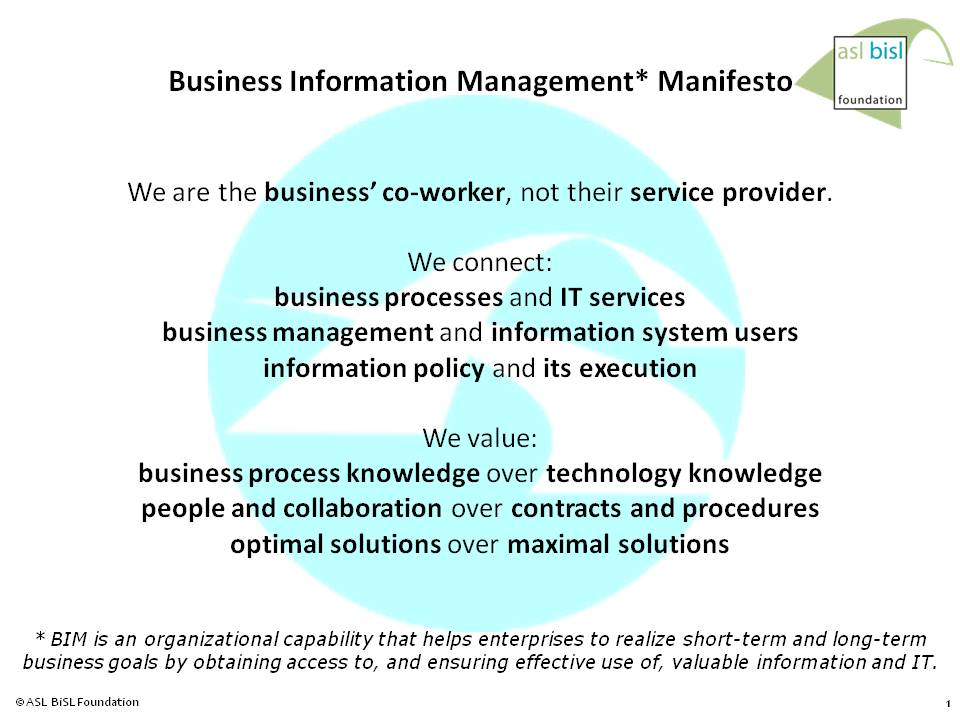 asl bisl
foundation
Business Information Management* Manifesto
We are the business’ co-worker, not their service provider.
We connect:
business processes and IT services
business management and information system users
information policy and its execution
We value:
business process knowledge over technology knowledge
people and collaboration over contracts and procedures
optimal solutions over maximal solutions
* BIM is an organizational capability that helps enterprises to realize short-term and long-term
business goals by obtaining access to, and ensuring effective use of, valuable information and IT.
© ASL BiSL Foundation
1